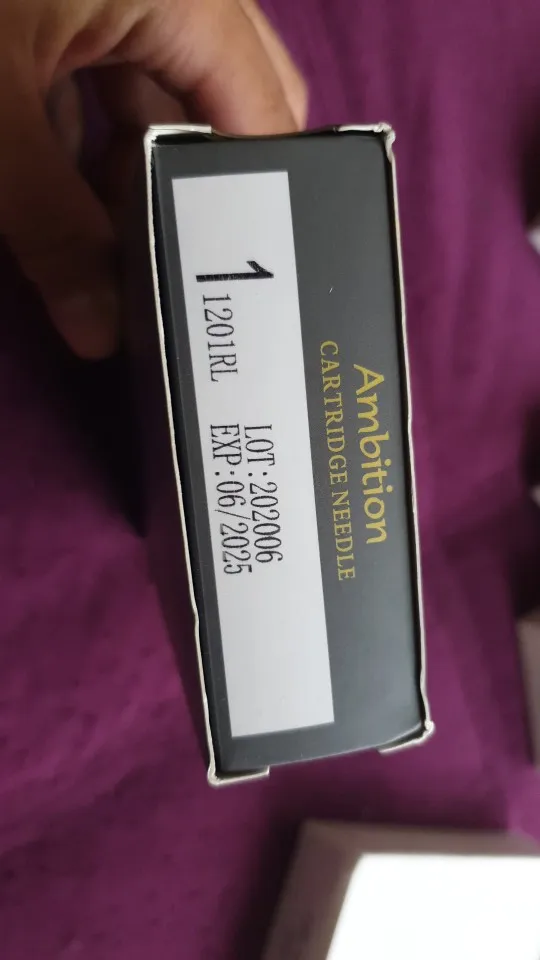 Ambition
CARTRIDGE NEEDLE
1
1201RL
LOT:202006
EXP:06/2025